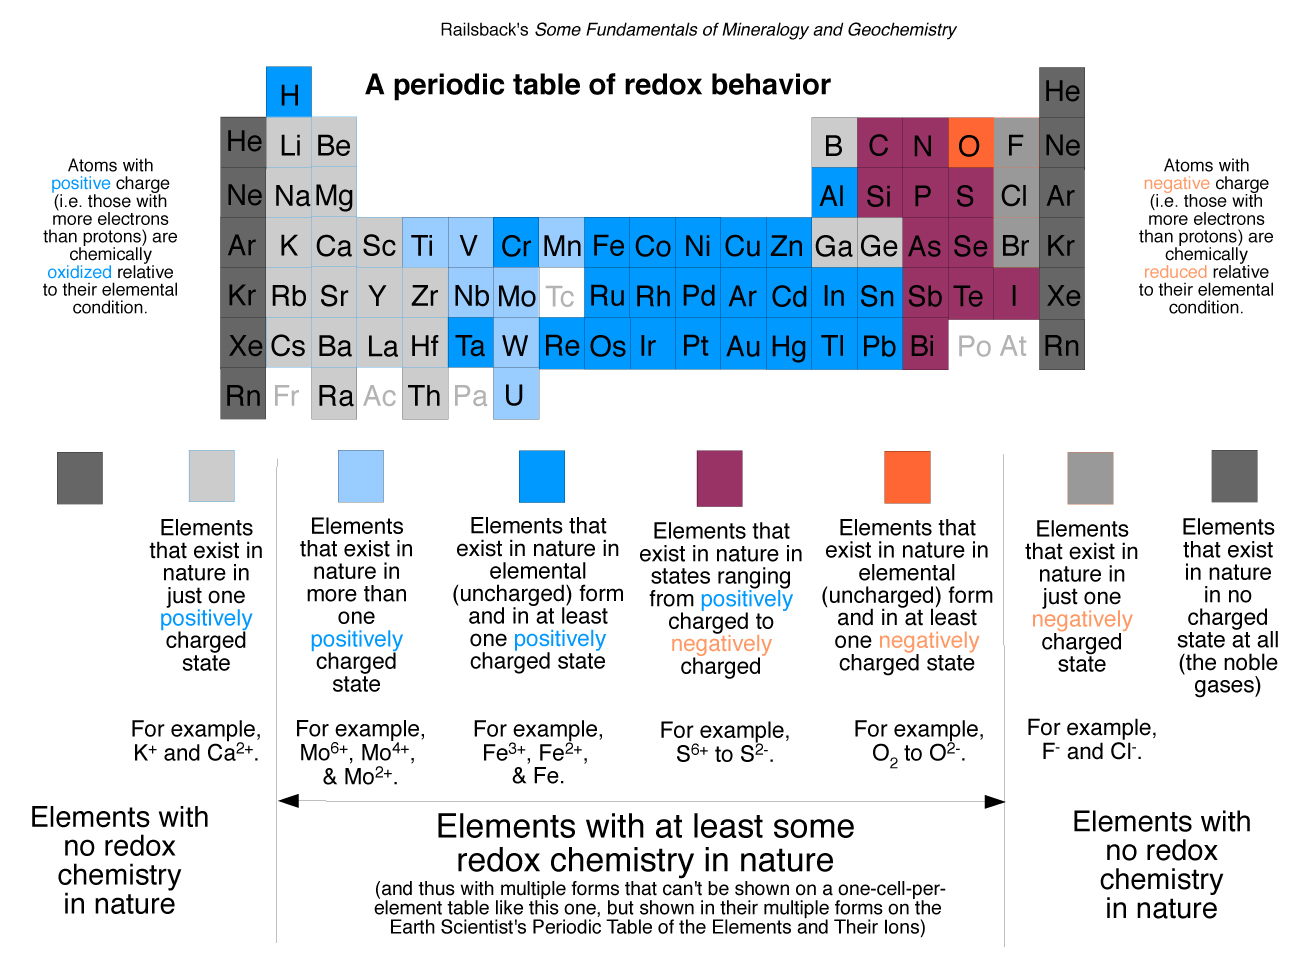 Railsback's Some Fundamentals of Mineralogy and Geochemistry
A periodic table of redox behavior
H He
He Li Be B C N O F Ne
Ne Na Mg Al Si P S Cl Ar
Ar K Ca Sc Ti V Cr Mn Fe Co Ni Cu Zn Ga Ge As Se Br Kr
Kr Rb Sr Y Zr Nb Mo Tc Ru Rh Pd Ar Cd In Sn Sb Te I Xe
Xe Cs Ba La Hf Ta W Re Os Ir Pt Au Hg Tl Pb Bi Po At Rn
Rn Fr Ra Ac Th Pa U
Atoms with
positive charge
(i.e. those with
more electrons
than protons) are
chemically
oxidized relative
to their elemental
condition.
Atoms with
negative charge
(i.e. those with
more electrons
than protons) are
chemically
reduced relative
to their elemental
condition.
Elements
that exist in
nature in
just one
positively
charged
state
For example,
K+ and Ca2+.
Elements
that exist in
nature in
more than
one
positively
charged
state
For example,
Mo6+, Mo4+,
& Mo2+.
Elements that
exist in nature in
elemental
(uncharged) form
and in at least
one positively
charged state
For example,
Fe3+, Fe2+,
& Fe.
Elements that
exist in nature in
states ranging
from positively
charged to
negatively
charged
For example,
S6+ to S2-.
Elements that
exist in nature in
elemental
(uncharged) form
and in at least
one negatively
charged state
For example,
O2 to O2-.
Elements
that exist in
nature in
just one
negatively
charged
state
For example,
F- and Cl-.
Elements
that exist
in nature
in no
charged
state at all
(the noble
gases)
Elements with
no redox
chemistry
in nature
Elements with at least some
redox chemistry in nature
(and thus with multiple forms that can't be shown on a one-cell-per-
element table like this one, but shown in their multiple forms on the
Earth Scientist's Periodic Table of the Elements and Their Ions)
Elements with
no redox
chemistry
in nature